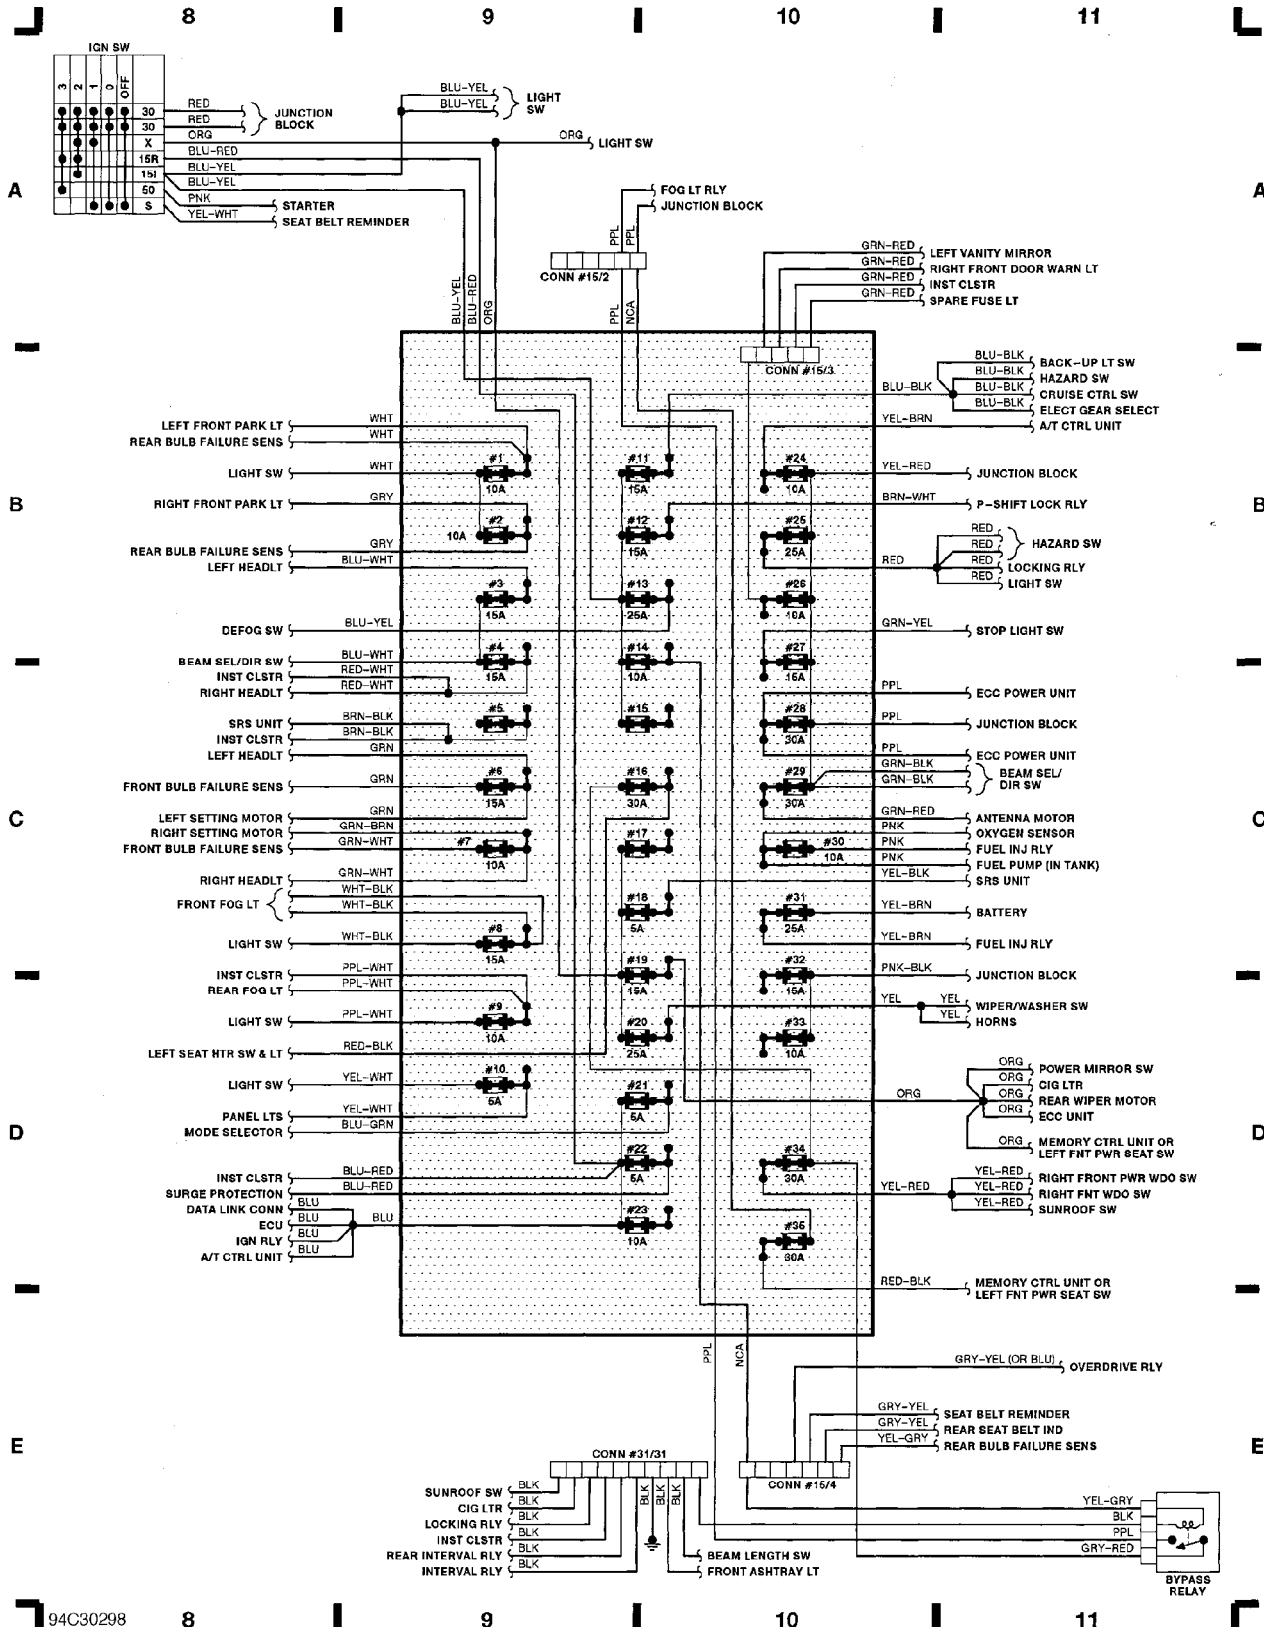 8 9 10 11
IGN SW
3 2 1 0 OFF
30 RED
30 RED
JUNCTION
BLOCK
X ORG
15R BLU-RED
15I BLU-YEL
50 BLU-YEL
S PNK STARTER
YEL-WHT SEAT BELT REMINDER
BLU-YEL
BLU-YEL
LIGHT
SW
ORG LIGHT SW
A A
FOG LT RLY
JUNCTION BLOCK
PPL PPL
CONN #15/2
BLU-YEL BLU-RED ORG PPL NCA
GRN-RED LEFT VANITY MIRROR
GRN-RED RIGHT FRONT DOOR WARN LT
GRN-RED INST CLSTR
GRN-RED SPARE FUSE LT
CONN #15/3
BLU-BLK
BLU-BLK BACK-UP LT SW
BLU-BLK HAZARD SW
BLU-BLK CRUISE CTRL SW
BLU-BLK ELECT GEAR SELECT
YEL-BRN A/T CTRL UNIT
YEL-RED JUNCTION BLOCK
BRN-WHT P-SHIFT LOCK RLY
RED
RED
RED HAZARD SW
RED LOCKING RLY
RED LIGHT SW
GRN-YEL STOP LIGHT SW
PPL ECC POWER UNIT
PPL JUNCTION BLOCK
PPL ECC POWER UNIT
GRN-BLK
GRN-BLK
BEAM SEL/
DIR SW
GRN-RED ANTENNA MOTOR
PNK OXYGEN SENSOR
PNK FUEL INJ RLY
PNK FUEL PUMP (IN TANK)
YEL-BLK SRS UNIT
YEL-BRN BATTERY
YEL-BRN FUEL INJ RLY
PNK-BLK JUNCTION BLOCK
YEL
YEL WIPER/WASHER SW
YEL HORNS
ORG
ORG POWER MIRROR SW
ORG CIG LTR
ORG REAR WIPER MOTOR
ORG ECC UNIT
ORG MEMORY CTRL UNIT OR
LEFT FNT PWR SEAT SW
YEL-RED
YEL-RED RIGHT FRONT PWR WDO SW
YEL-RED RIGHT FNT WDO SW
YEL-RED SUNROOF SW
RED-BLK MEMORY CTRL UNIT OR
LEFT FNT PWR SEAT SW
B B
C C
D D
LEFT FRONT PARK LT WHT
REAR BULB FAILURE SENS WHT
LIGHT SW WHT
RIGHT FRONT PARK LT GRY
REAR BULB FAILURE SENS GRY
LEFT HEADLT BLU-WHT
DEFOG SW BLU-YEL
BEAM SEL/DIR SW BLU-WHT
INST CLSTR RED-WHT
RIGHT HEADLT RED-WHT
SRS UNIT BRN-BLK
INST CLSTR BRN-BLK
LEFT HEADLT GRN
FRONT BULB FAILURE SENS GRN
LEFT SETTING MOTOR GRN
RIGHT SETTING MOTOR GRN-BRN
FRONT BULB FAILURE SENS GRN-WHT
RIGHT HEADLT GRN-WHT
FRONT FOG LT WHT-BLK
WHT-BLK
LIGHT SW WHT-BLK
INST CLSTR PPL-WHT
REAR FOG LT PPL-WHT
LIGHT SW PPL-WHT
LEFT SEAT HTR SW & LT RED-BLK
LIGHT SW YEL-WHT
PANEL LTS YEL-WHT
MODE SELECTOR BLU-GRN
INST CLSTR BLU-RED
SURGE PROTECTION BLU-RED
DATA LINK CONN BLU
ECU BLU BLU
IGN RLY BLU
A/T CTRL UNIT BLU
#1 10A
#2 10A
#3 15A
#4 15A
#5
#6 15A
#7 10A
#8 15A
#9 10A
#10 5A
#11 15A
#12 15A
#13 25A
#14 10A
#15
#16 30A
#17
#18 5A
#19 15A
#20 25A
#21 5A
#22 5A
#23 10A
#24 10A
#25 25A
#26 10A
#27 15A
#28 30A
#29 30A
#30 10A
#31 25A
#32 15A
#33 10A
#34 30A
#35 30A
PPL NCA
GRY-YEL (OR BLU) OVERDRIVE RLY
GRY-YEL SEAT BELT REMINDER
GRY-YEL REAR SEAT BELT IND
YEL-GRY REAR BULB FAILURE SENS
E E
CONN #31/31
CONN #15/4
SUNROOF SW BLK
CIG LTR BLK
LOCKING RLY BLK
INST CLSTR BLK
REAR INTERVAL RLY BLK
INTERVAL RLY BLK
BLK BLK BLK
BEAM LENGTH SW
FRONT ASHTRAY LT
YEL-GRY
BLK
PPL
GRY-RED
BYPASS
RELAY
94C30298 8 9 10 11